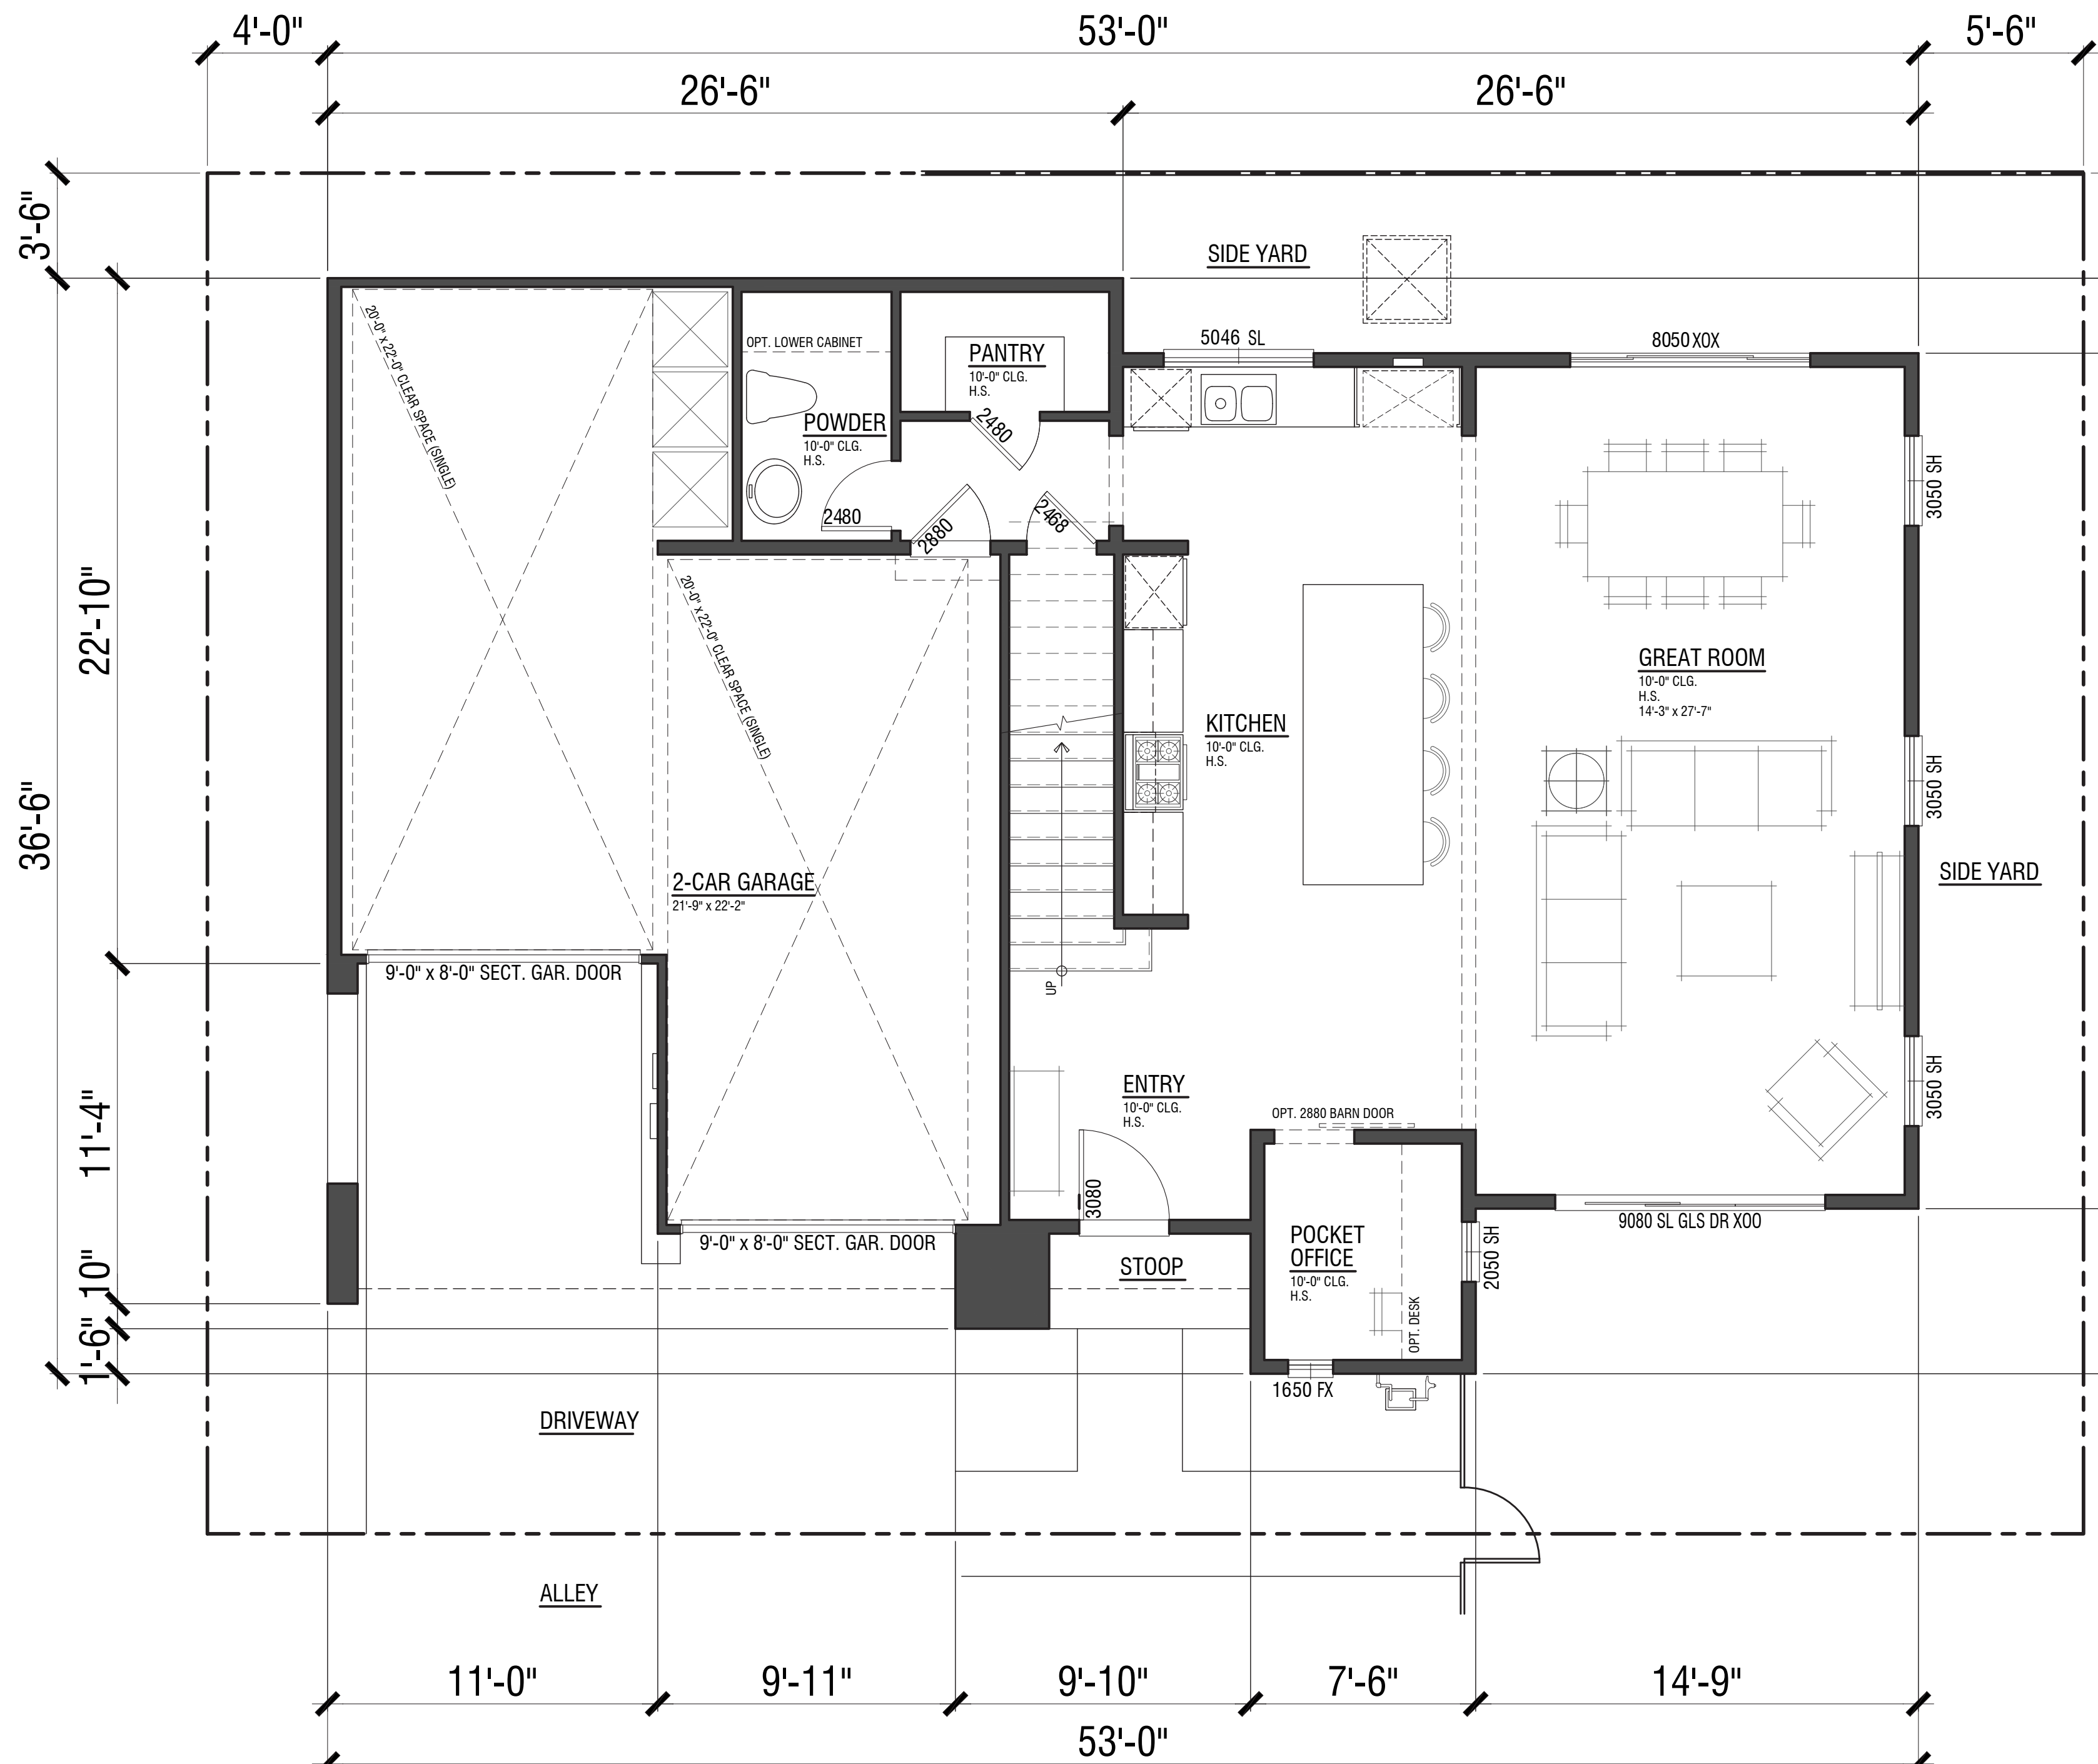 4'-0"
53'-0"
5'-6"
26'-6"
26'-6"
3'-6"
SIDE YARD
5046 SL
8050 XOX
20'-0" x 22'-0" CLEAR SPACE (SINGLE)
OPT. LOWER CABINET
PANTRY
10'-0" CLG.
H.S.
POWDER
10'-0" CLG.
H.S.
2480
2480
2880
2468
3050 SH
22'-10"
20'-0" x 22'-0" CLEAR SPACE (SINGLE)
GREAT ROOM
10'-0" CLG.
H.S.
14'-3" x 27'-7"
KITCHEN
10'-0" CLG.
H.S.
3050 SH
36'-6"
2-CAR GARAGE
21'-9" x 22'-2"
SIDE YARD
9'-0" x 8'-0" SECT. GAR. DOOR
UP
ENTRY
10'-0" CLG.
H.S.
OPT. 2880 BARN DOOR
3050 SH
11'-4"
3080
9'-0" x 8'-0" SECT. GAR. DOOR
STOOP
POCKET
OFFICE
10'-0" CLG.
H.S.
2050 SH
9080 SL GLS DR XOO
10"
OPT. DESK
1'-6"
1650 FX
DRIVEWAY
ALLEY
11'-0"
9'-11"
9'-10"
7'-6"
14'-9"
53'-0"